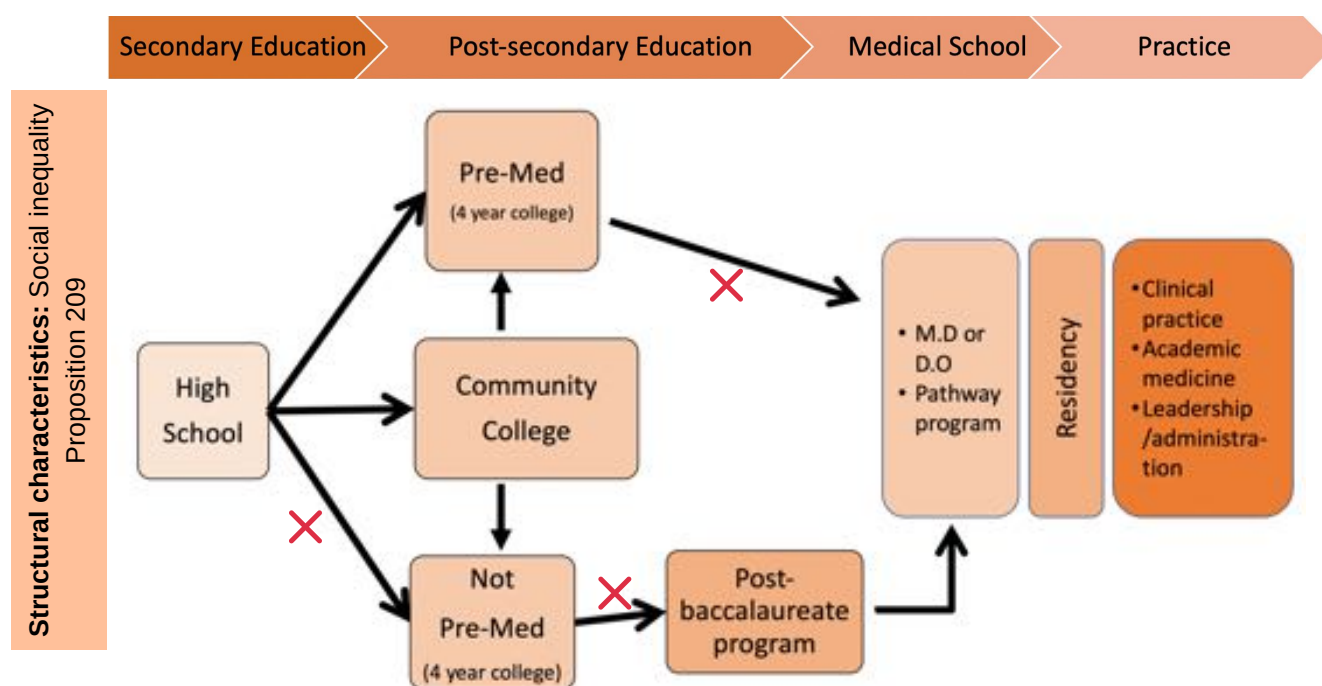 Secondary Education
Post-secondary Education
Medical School
Practice
Structural characteristics: Social inequality
Proposition 209
Pre-Med
(4 year college)
High
School
Community
College
Not
Pre-Med
(4 year college)
Post-
baccalaureate
program
• M.D or
D.O
• Pathway
program
Residency
•Clinical
practice
•Academic
medicine
•Leadership
/administra-
tion